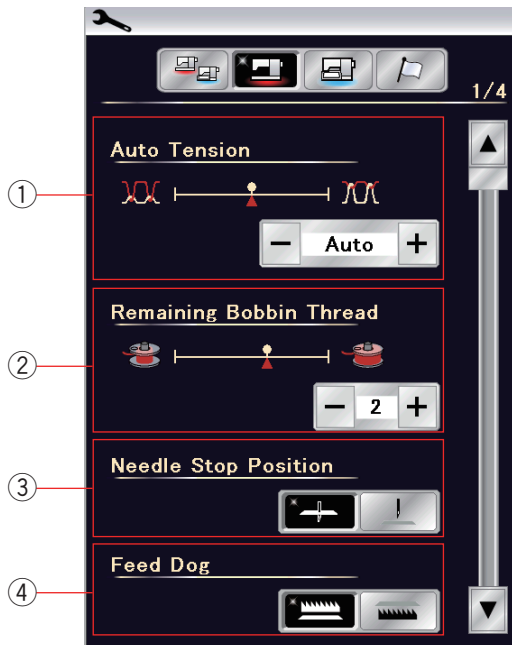 1/4
① Auto Tension
− Auto +
② Remaining Bobbin Thread
− 2 +
③ Needle Stop Position
④ Feed Dog